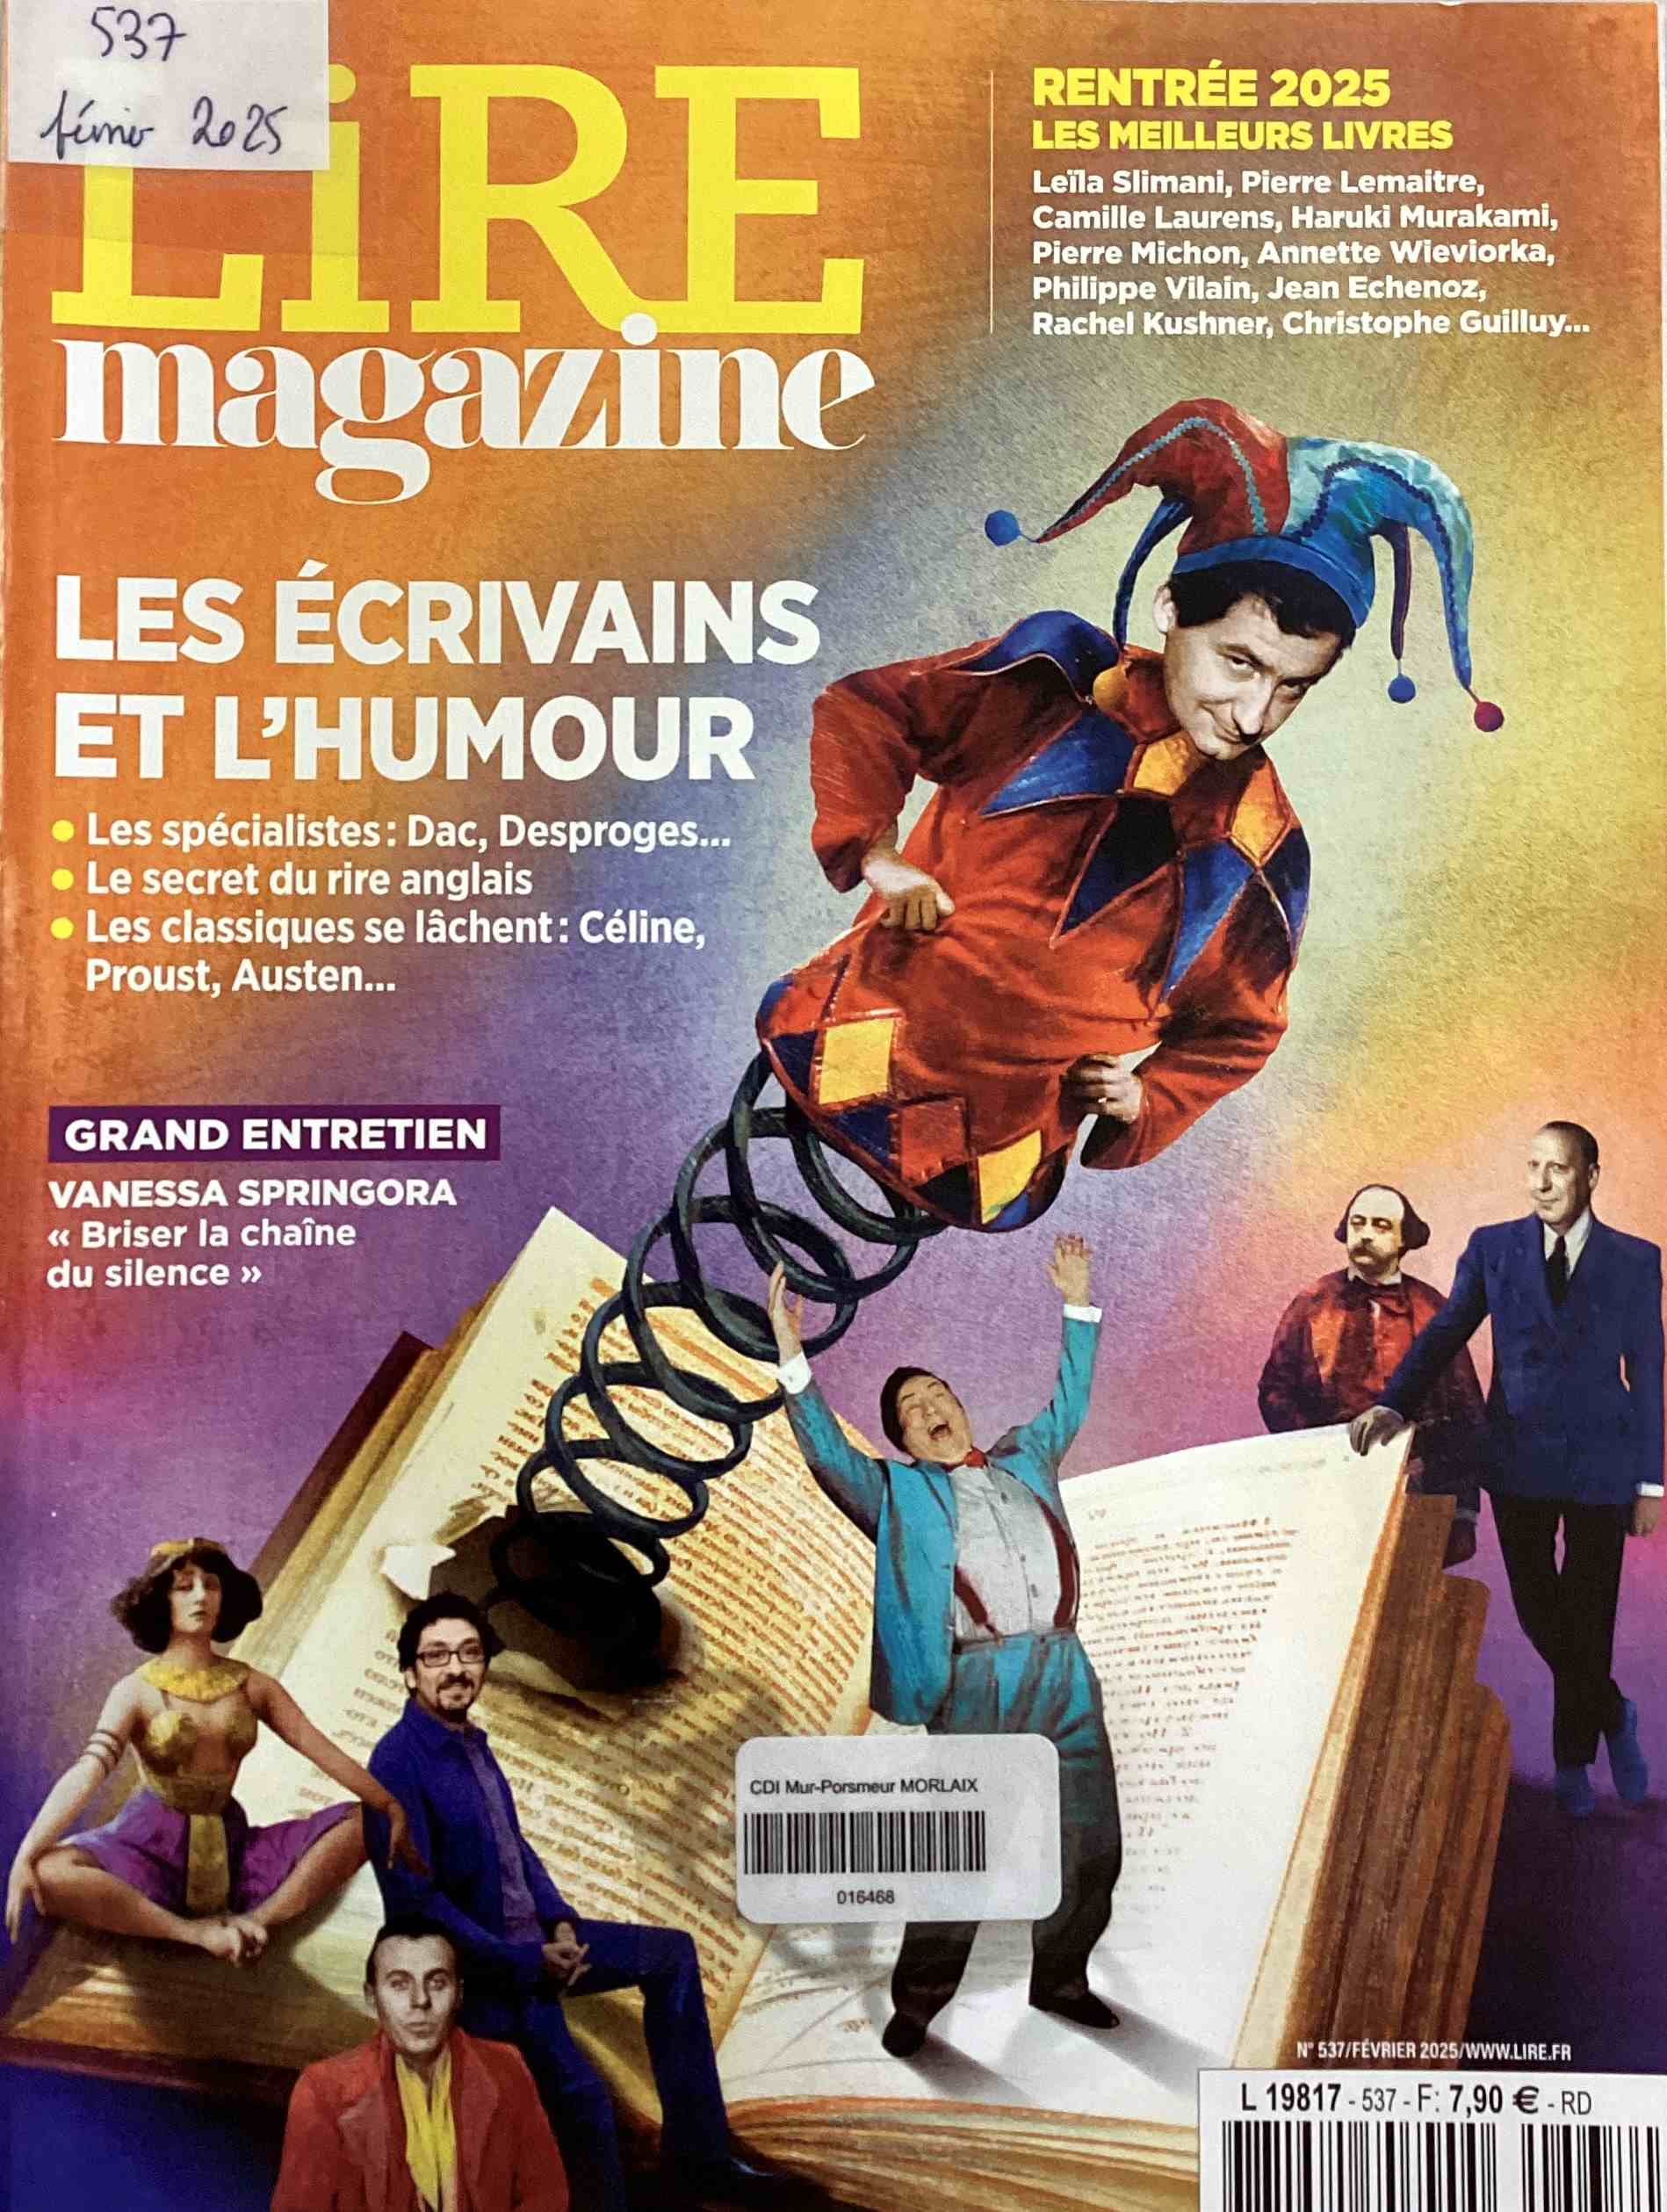 537
février 2025
LiRE
magazine
RENTRÉE 2025
LES MEILLEURS LIVRES
Leïla Slimani, Pierre Lemaitre,
Camille Laurens, Haruki Murakami,
Pierre Michon, Annette Wieviorka,
Philippe Vilain, Jean Echenoz,
Rachel Kushner, Christophe Guilluy...
LES ÉCRIVAINS
ET L'HUMOUR
• Les spécialistes : Dac, Desproges...
• Le secret du rire anglais
• Les classiques se lâchent : Céline,
Proust, Austen...
GRAND ENTRETIEN
VANESSA SPRINGORA
« Briser la chaîne
du silence »
CDI Mur-Porsmeur MORLAIX
016468
N° 537/FÉVRIER 2025/WWW.LIRE.FR
L 19817 - 537 - F: 7,90 € - RD